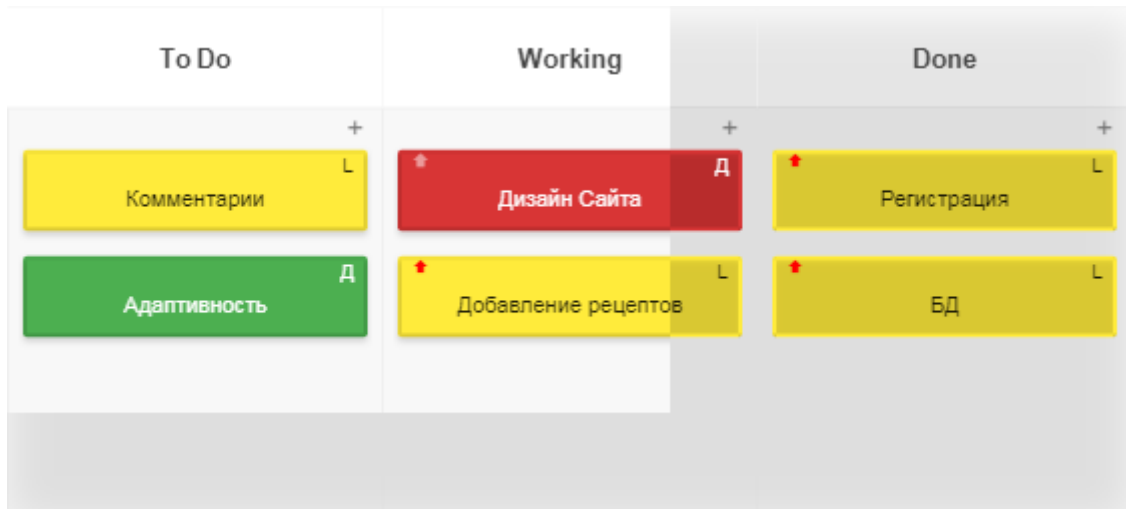 To Do
Working
Done
+
+
+
L
Комментарии
Д
Дизайн Сайта
L
Регистрация
Д
Адаптивность
L
Добавление рецептов
L
БД